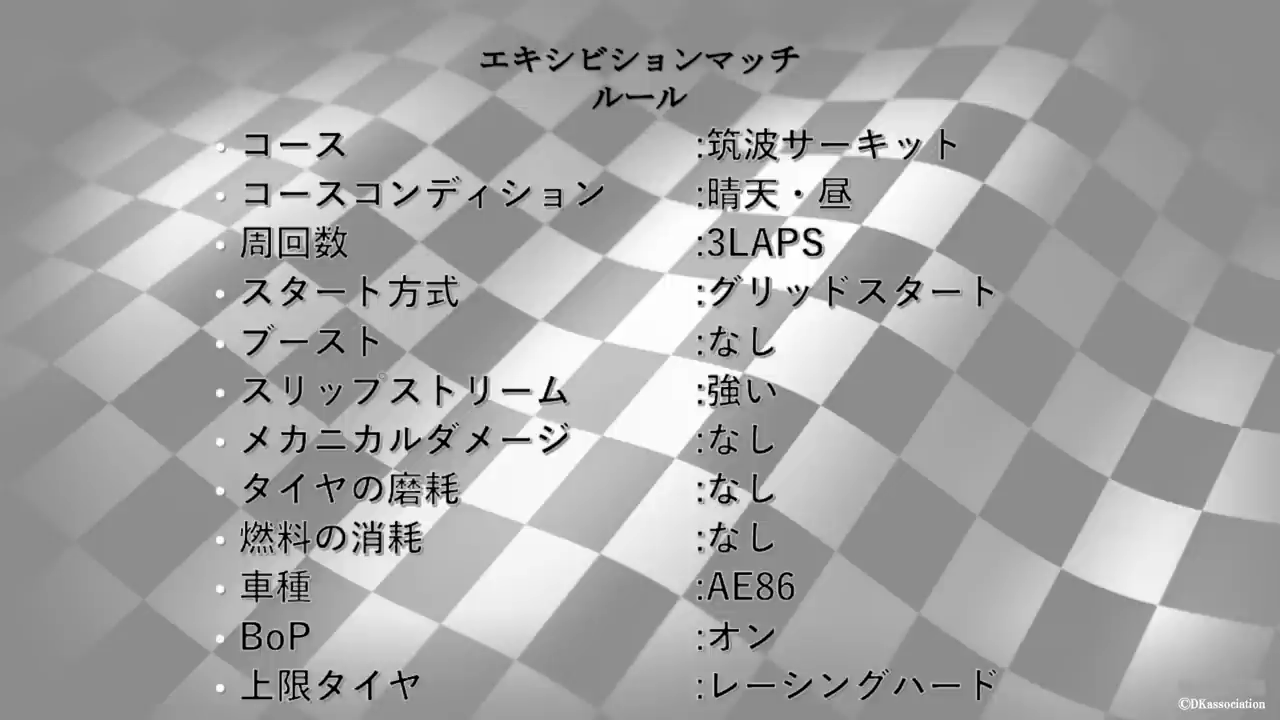 エキシビションマッチ
ルール
・コース :筑波サーキット
・コースコンディション :晴天・昼
・周回数 :3LAPS
・スタート方式 :グリッドスタート
・ブースト :なし
・スリップストリーム :強い
・メカニカルダメージ :なし
・タイヤの磨耗 :なし
・燃料の消耗 :なし
・車種 :AE86
・BoP :オン
・上限タイヤ :レーシングハード
©DKassociation